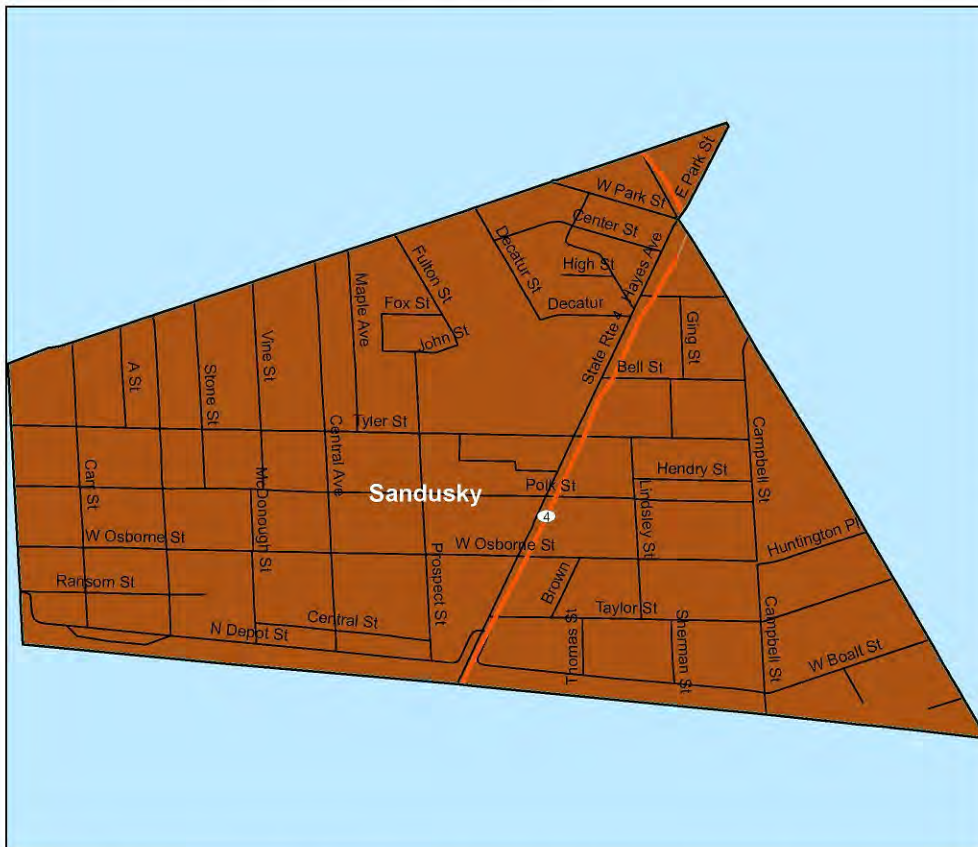 E Park St
W Park St
Center St
Decatur St
Hayes Ave
Fulton St
High St
Maple Ave
Fox St
Decatur
John St
Ging St
Vine St
State Rte 4
A St
Stone St
Bell St
Tyler St
Central Ave
Campbell St
Carr St
McDonough St
Sandusky
Polk St
Hendry St
Lindsley St
4
W Osborne St
W Osborne St
Huntington Pl
Prospect St
Ransom St
Brown
Taylor St
Central St
N Depot St
Thomas St
Sherman St
Campbell St
W Boalt St